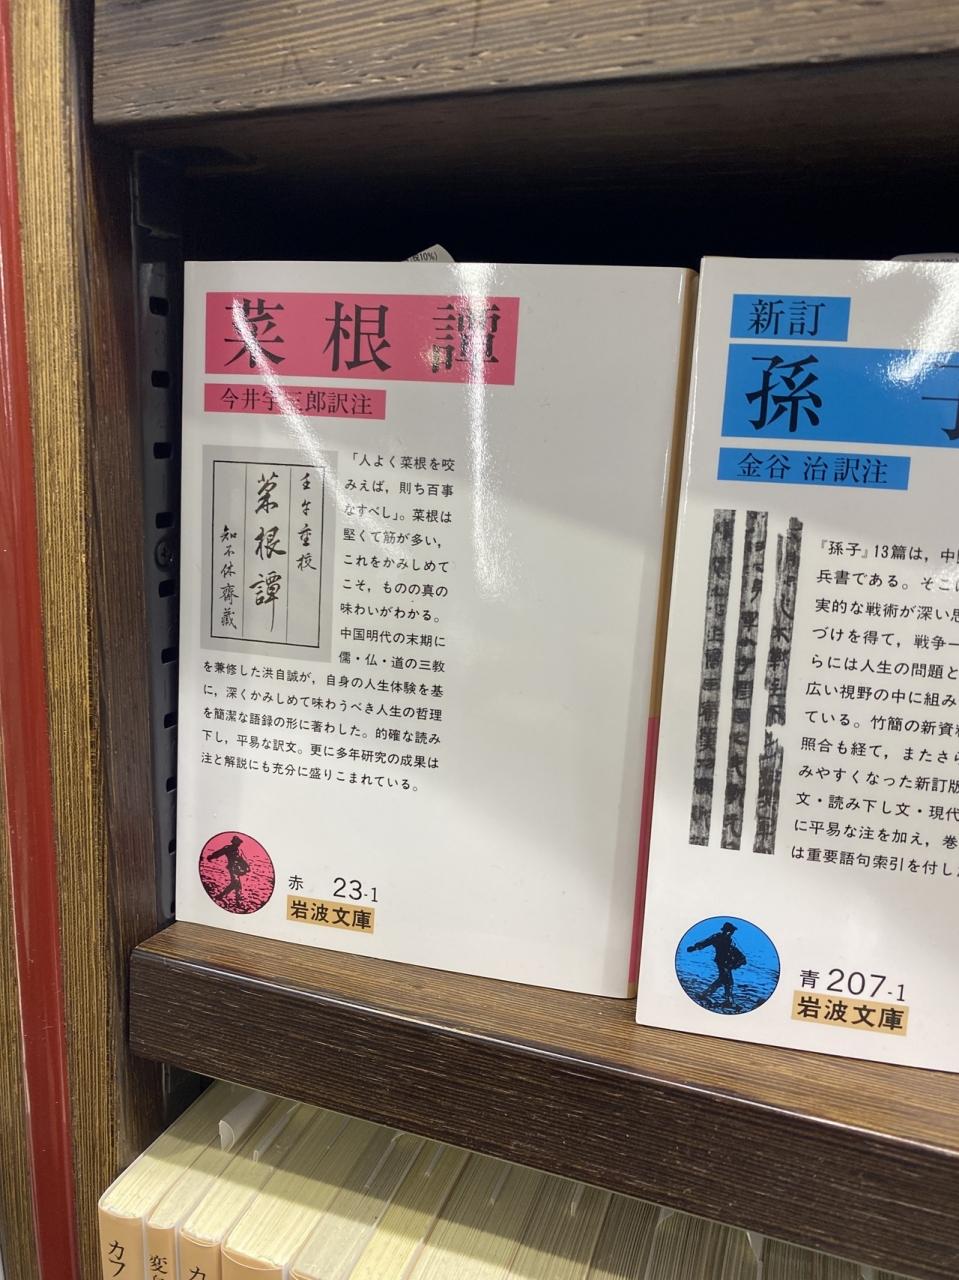 役10%)
菜根譚
今井宇三郎訳注
「人よく菜根を咬
みえば，則ち百事
なすべし」。菜根は
堅くて筋が多い，
これをかみしめて
こそ，ものの真の
味わいがわかる。
中国明代の末期に
儒・仏・道の三教
を兼修した洪自誠が，自身の人生体験を基
に，深くかみしめて味わうべき人生の哲理
を簡潔な語録の形に著わした。的確な読み
下し，平易な訳文。更に多年研究の成果は
注と解説にも充分に盛りこまれている。
壬午重校
菜根譚
知不休齋藏
赤 23-1
岩波文庫
新訂
孫子
金谷 治訳注
『孫子』13篇は，中
兵書である。そこ
実的な戦術が深い
づけを得て，戦争一
らには人生の問題と
広い視野の中に組み
ている。竹簡の新資
照合も経て，またさら
みやすくなった新訂版
文・読み下し文・現代
に平易な注を加え，巻
は重要語句索引を付し
青 207-1
岩波文庫
カフ
変
カ